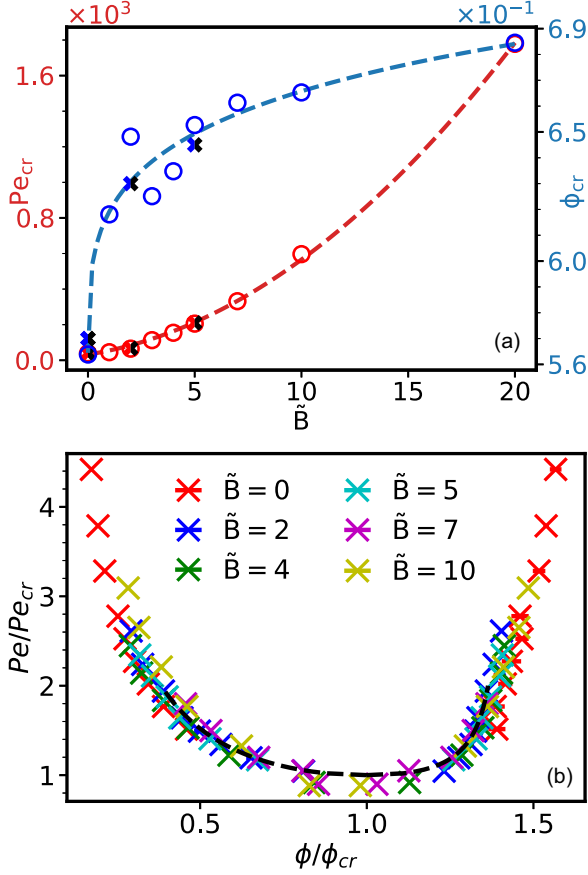 ×10³ ×10⁻¹
1.6 6.9
6.5
0.8 6.0
0.0 5.6
Pe_cr ϕ_cr
(a)
0 5 10 15 20
B̃
4
3
2
1
Pe/Pe_cr
B̃ = 0 B̃ = 5
B̃ = 2 B̃ = 7
B̃ = 4 B̃ = 10
(b)
0.5 1.0 1.5
ϕ/ϕ_cr